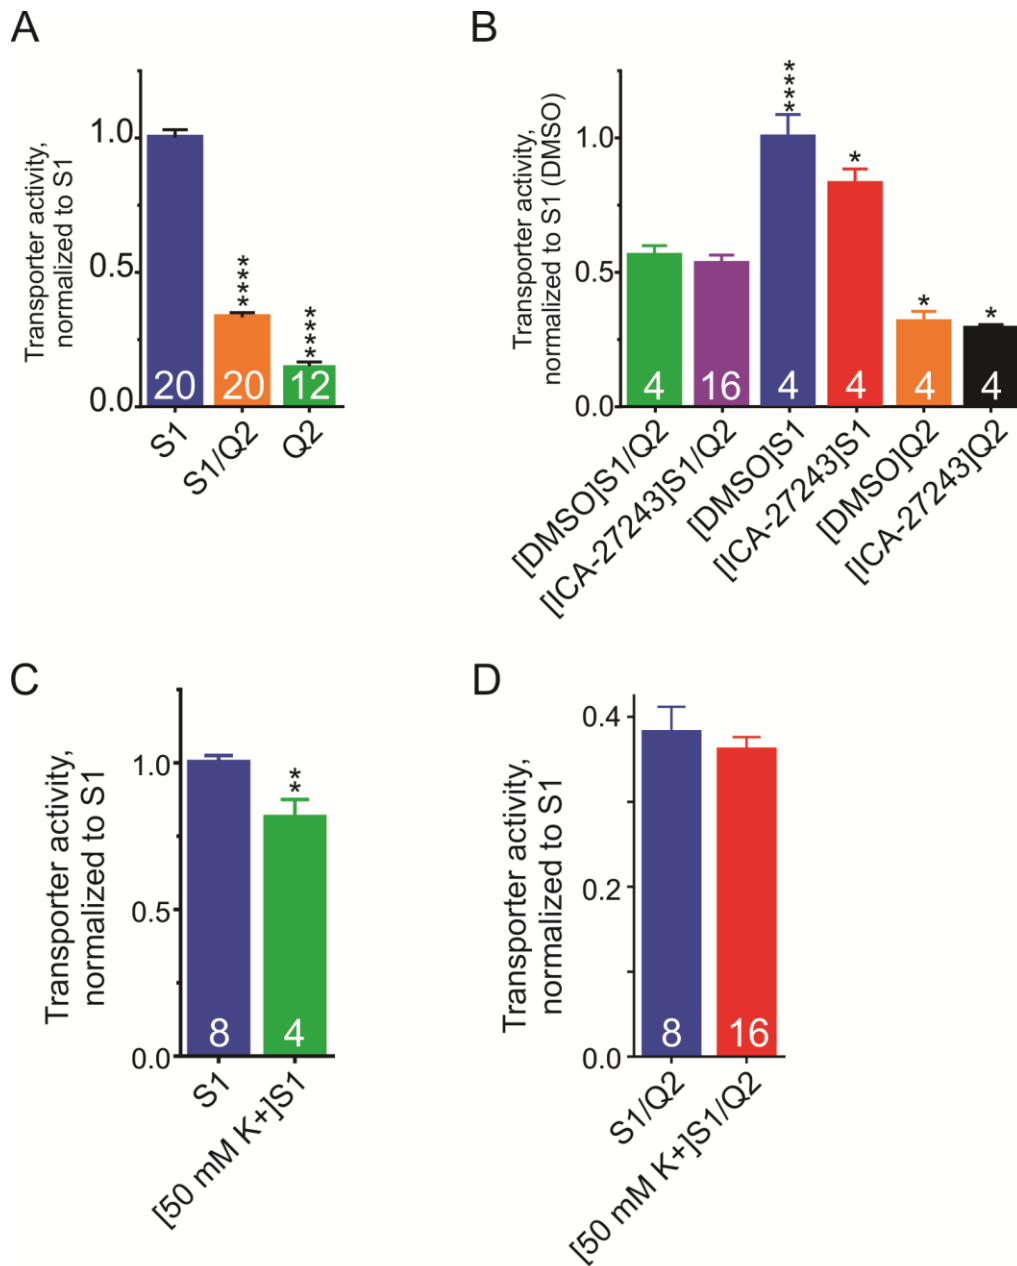 A
Transporter activity,
normalized to S1
1.0
0.5
0.0
****
****
20
20
12
S1
S1/Q2
Q2
B
Transporter activity,
normalized to S1 (DMSO)
1.0
0.5
0.0
****
*
*
*
4
16
4
4
4
4
[DMSO]S1/Q2
[ICA-27243]S1/Q2
[DMSO]S1
[ICA-27243]S1
[DMSO]Q2
[ICA-27243]Q2
C
Transporter activity,
normalized to S1
1.0
0.5
0.0
**
8
4
S1
[50 mM K+]S1
D
Transporter activity,
normalized to S1
0.4
0.2
0.0
8
16
S1/Q2
[50 mM K+]S1/Q2